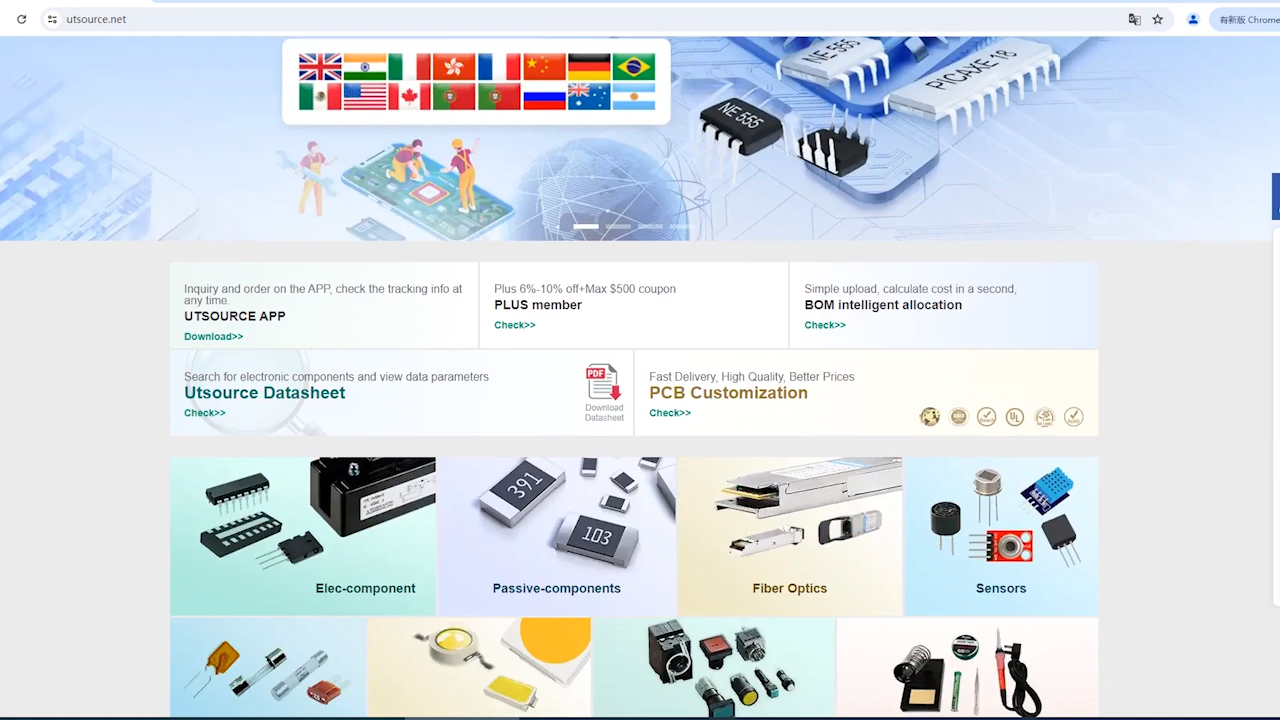 utsource.net
有新版 Chrome
NE 555
PICAXE-18
NE 555
Inquiry and order on the APP, check the tracking info at
any time.
UTSOURCE APP
Download>>
Plus 6%-10% off+Max $500 coupon
PLUS member
Check>>
Simple upload, calculate cost in a second,
BOM intelligent allocation
Check>>
Search for electronic components and view data parameters
Utsource Datasheet
Check>>
PDF
Download
Datasheet
Fast Delivery, High Quality, Better Prices
PCB Customization
Check>>
UL
391
103
Elec-component
Passive-components
Fiber Optics
Sensors